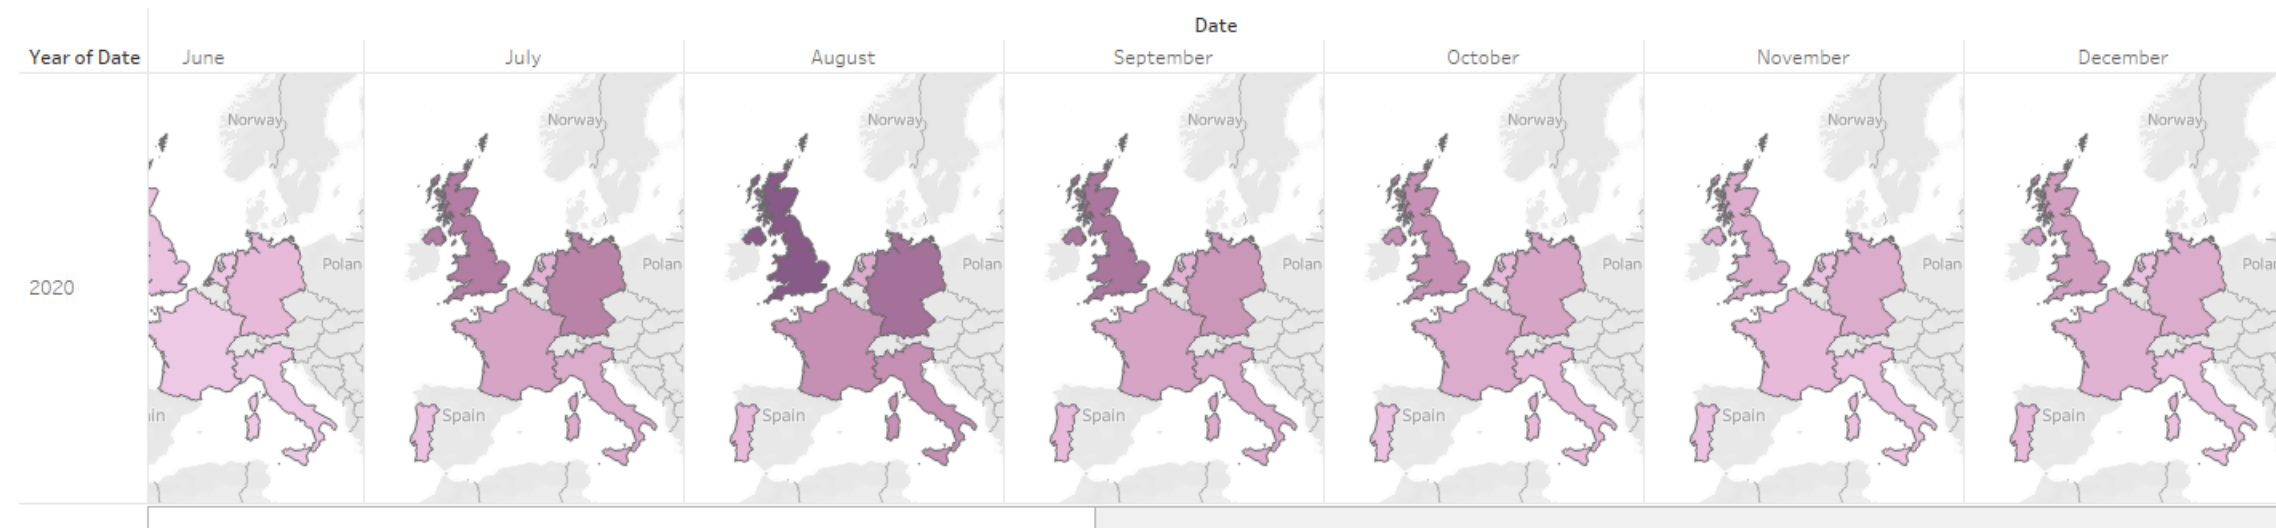 Date
Year of Date June July August September October November December
Norway Norway Norway Norway Norway Norway Norway
Polan Polan Polan Polan Polan Polan Polar
2020
ain Spain Spain Spain Spain Spain Spain